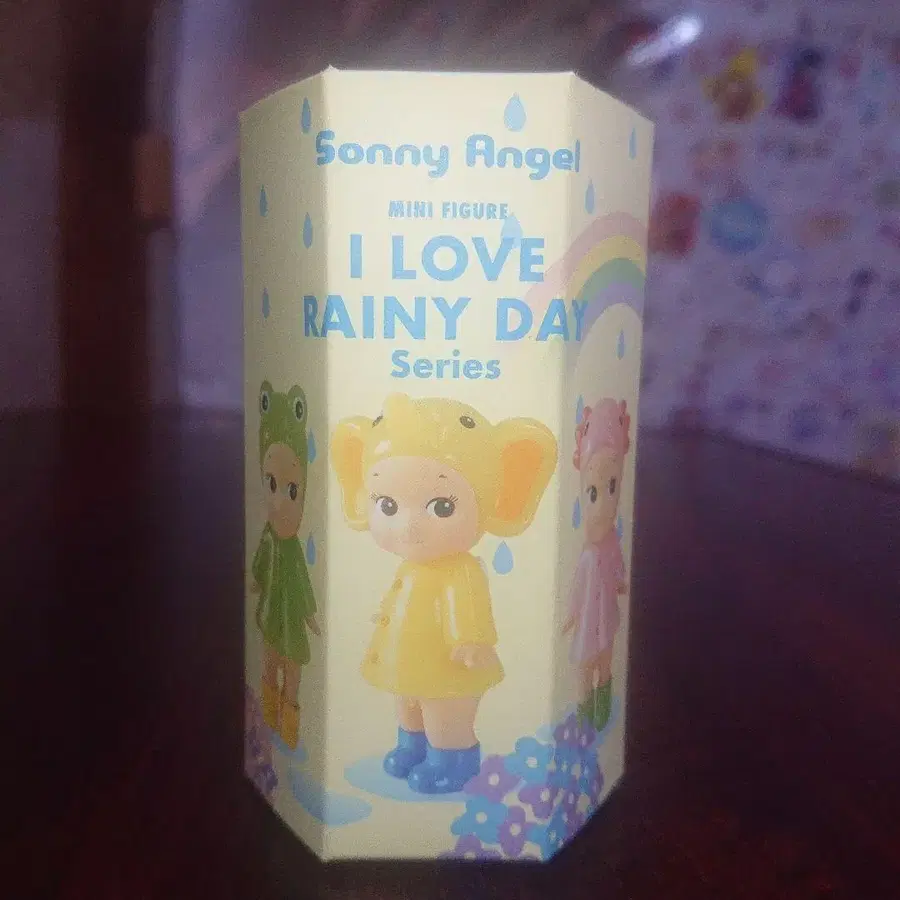 Sonny Angel
MINI FIGURE
I LOVE
RAINY DAY
Series